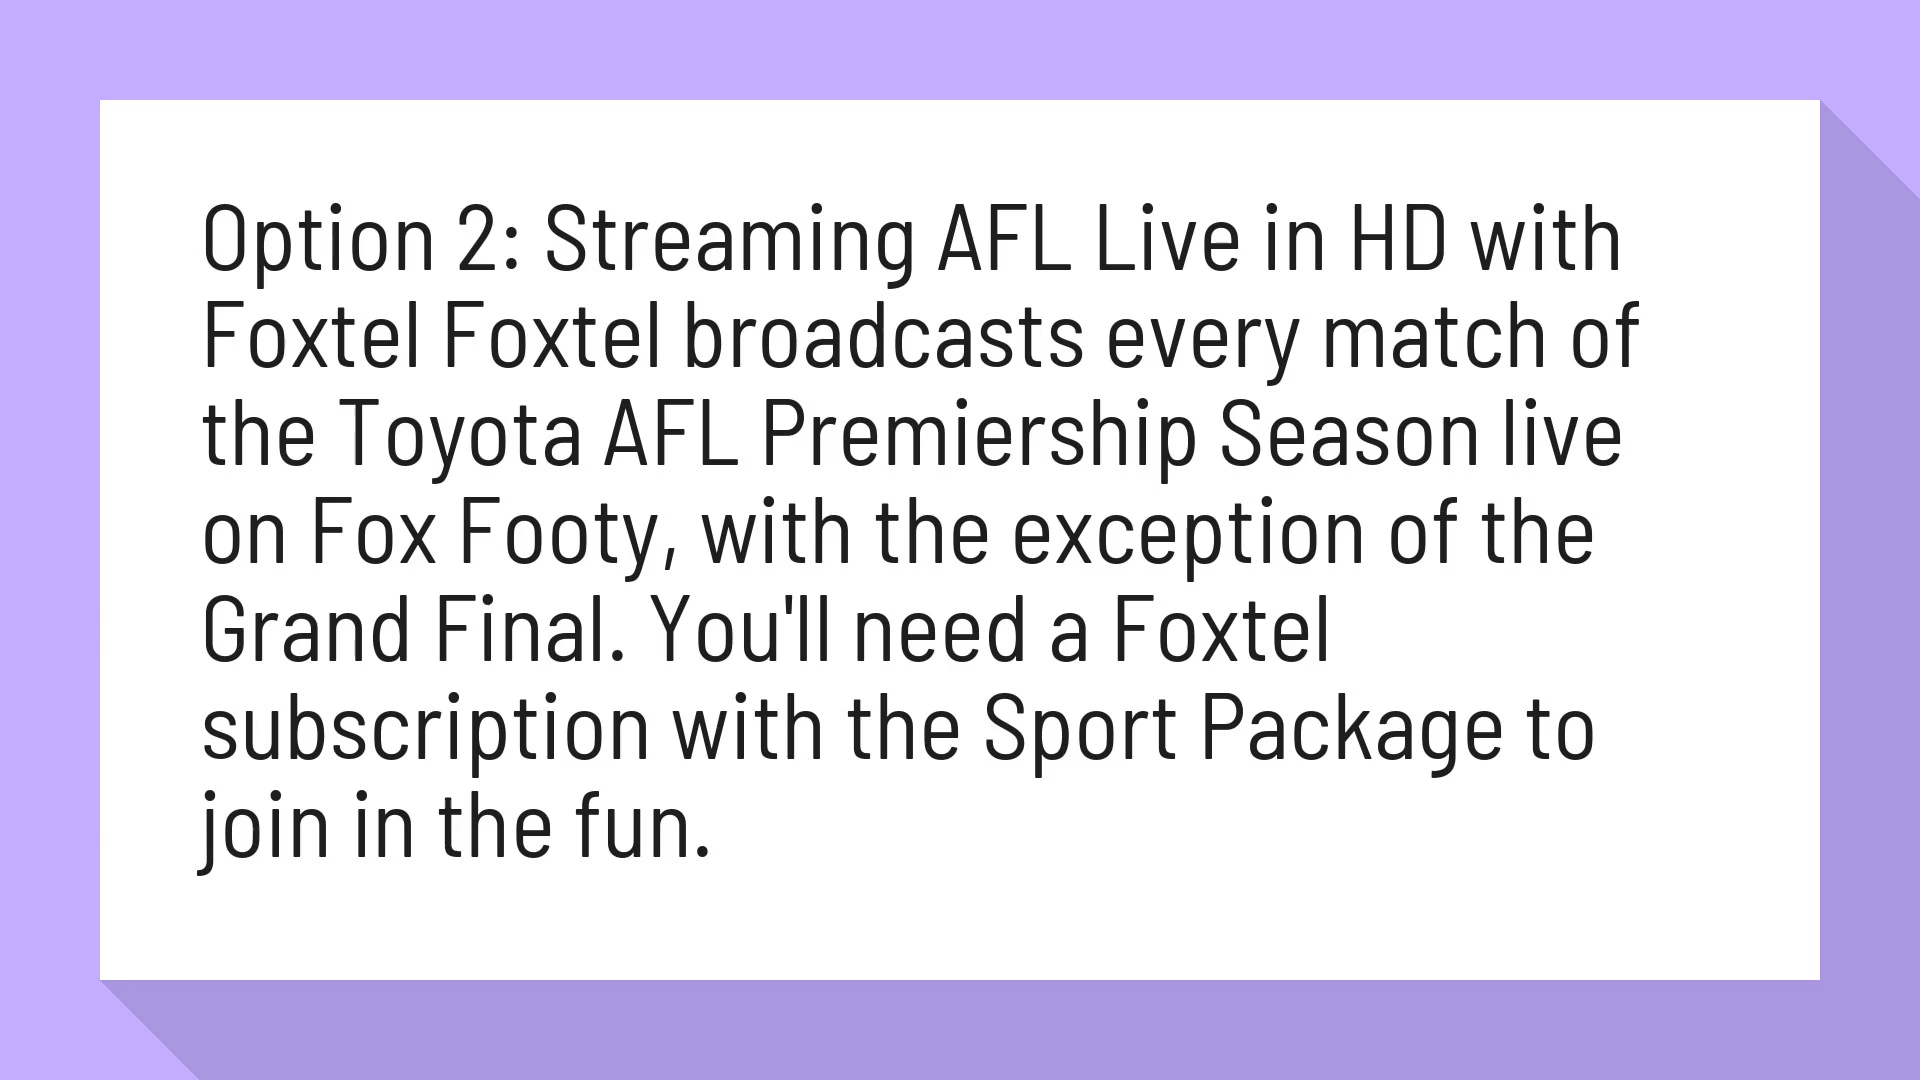 Option 2: Streaming AFL Live in HD with
Foxtel Foxtel broadcasts every match of
the Toyota AFL Premiership Season live
on Fox Footy, with the exception of the
Grand Final. You'll need a Foxtel
subscription with the Sport Package to
join in the fun.